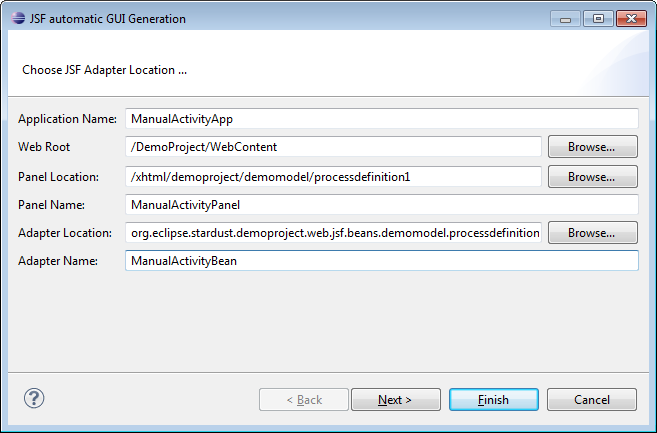 JSF automatic GUI Generation
Choose JSF Adapter Location ...
Application Name: ManualActivityApp
Web Root /DemoProject/WebContent Browse...
Panel Location: /xhtml/demoproject/demomodel/processdefinition1 Browse...
Panel Name: ManualActivityPanel
Adapter Location: org.eclipse.stardust.demoproject.web.jsf.beans.demomodel.processdefinition Browse...
Adapter Name: ManualActivityBean
? < Back Next > Finish Cancel